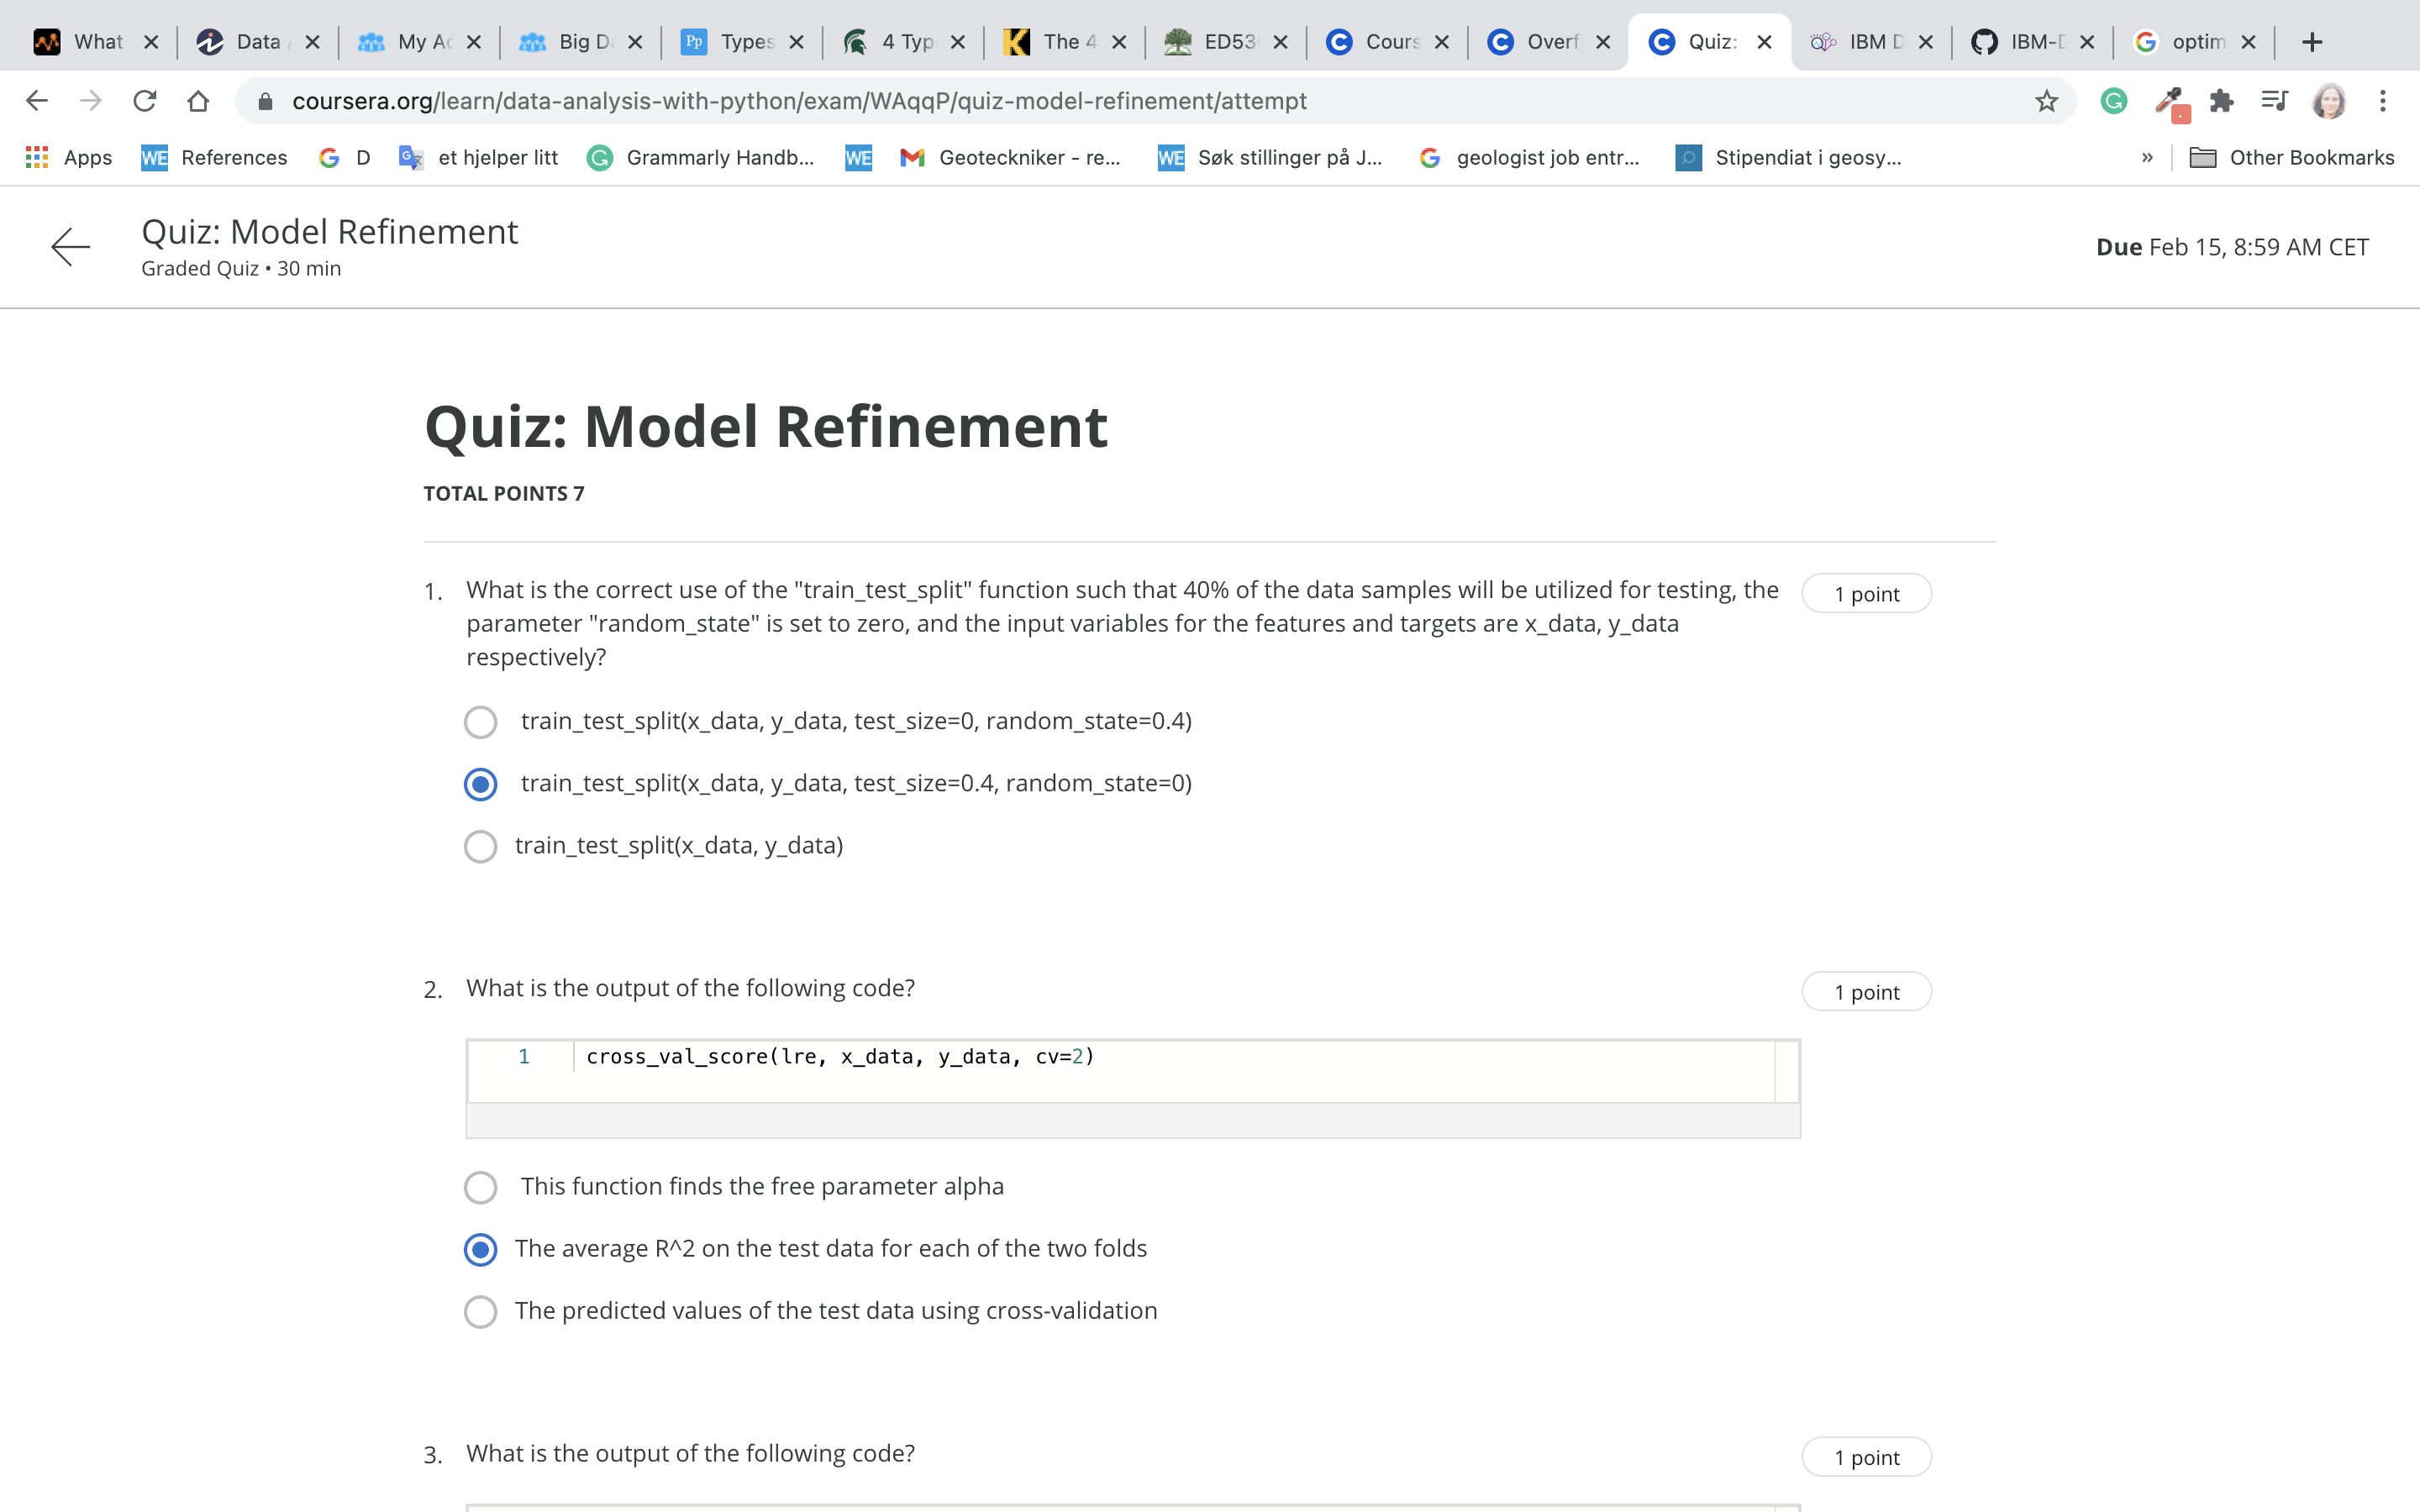 What Data My Ac Big D Types 4 Typ The 4 ED53 Cours Overf Quiz: IBM D IBM-D optim
coursera.org/learn/data-analysis-with-python/exam/WAqqP/quiz-model-refinement/attempt
Apps WE References D et hjelper litt Grammarly Handb... WE Geoteckniker - re... WE Søk stillinger på J... geologist job entr... Stipendiat i geosy... » Other Bookmarks
Quiz: Model Refinement
Graded Quiz • 30 min
Due Feb 15, 8:59 AM CET
Quiz: Model Refinement
TOTAL POINTS 7
1. What is the correct use of the "train_test_split" function such that 40% of the data samples will be utilized for testing, the 1 point
parameter "random_state" is set to zero, and the input variables for the features and targets are x_data, y_data
respectively?
train_test_split(x_data, y_data, test_size=0, random_state=0.4)
train_test_split(x_data, y_data, test_size=0.4, random_state=0)
train_test_split(x_data, y_data)
2. What is the output of the following code? 1 point
1 cross_val_score(lre, x_data, y_data, cv=2)
This function finds the free parameter alpha
The average R^2 on the test data for each of the two folds
The predicted values of the test data using cross-validation
3. What is the output of the following code? 1 point